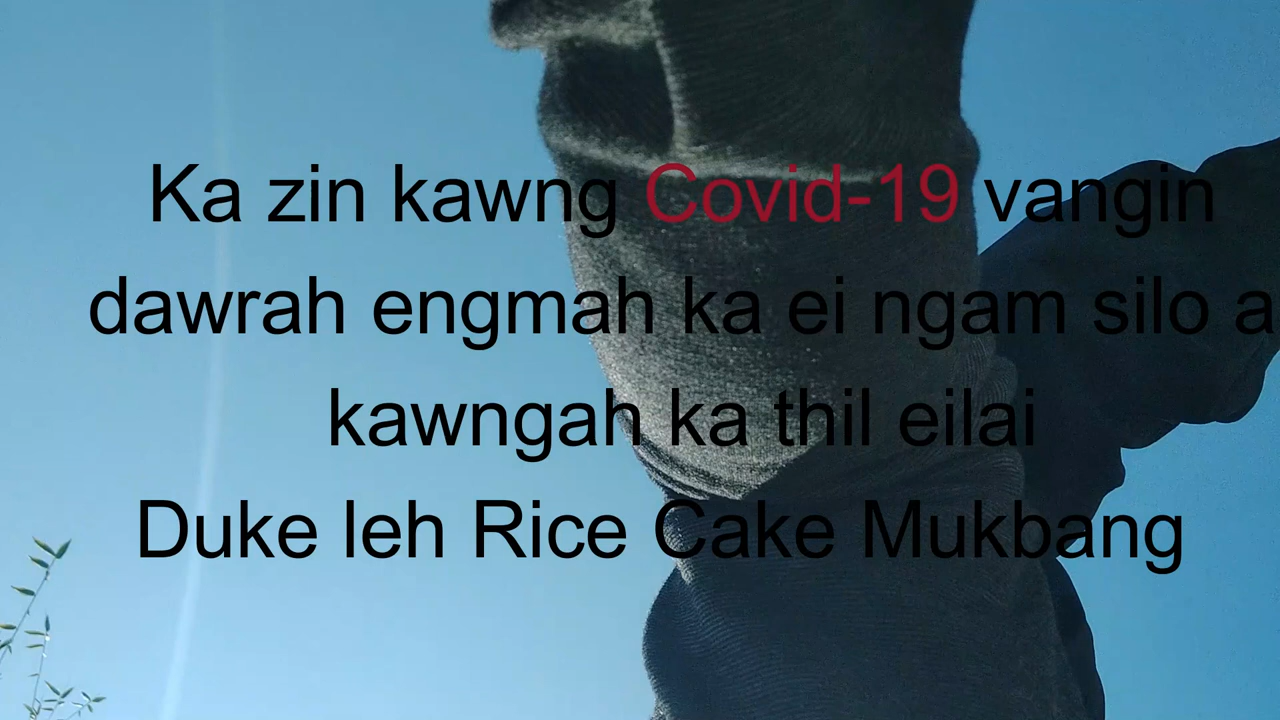 Ka zin kawng Covid-19 vangin
dawrah engmah ka ei ngam silo a
kawngah ka thil eilai
Duke leh Rice Cake Mukbang